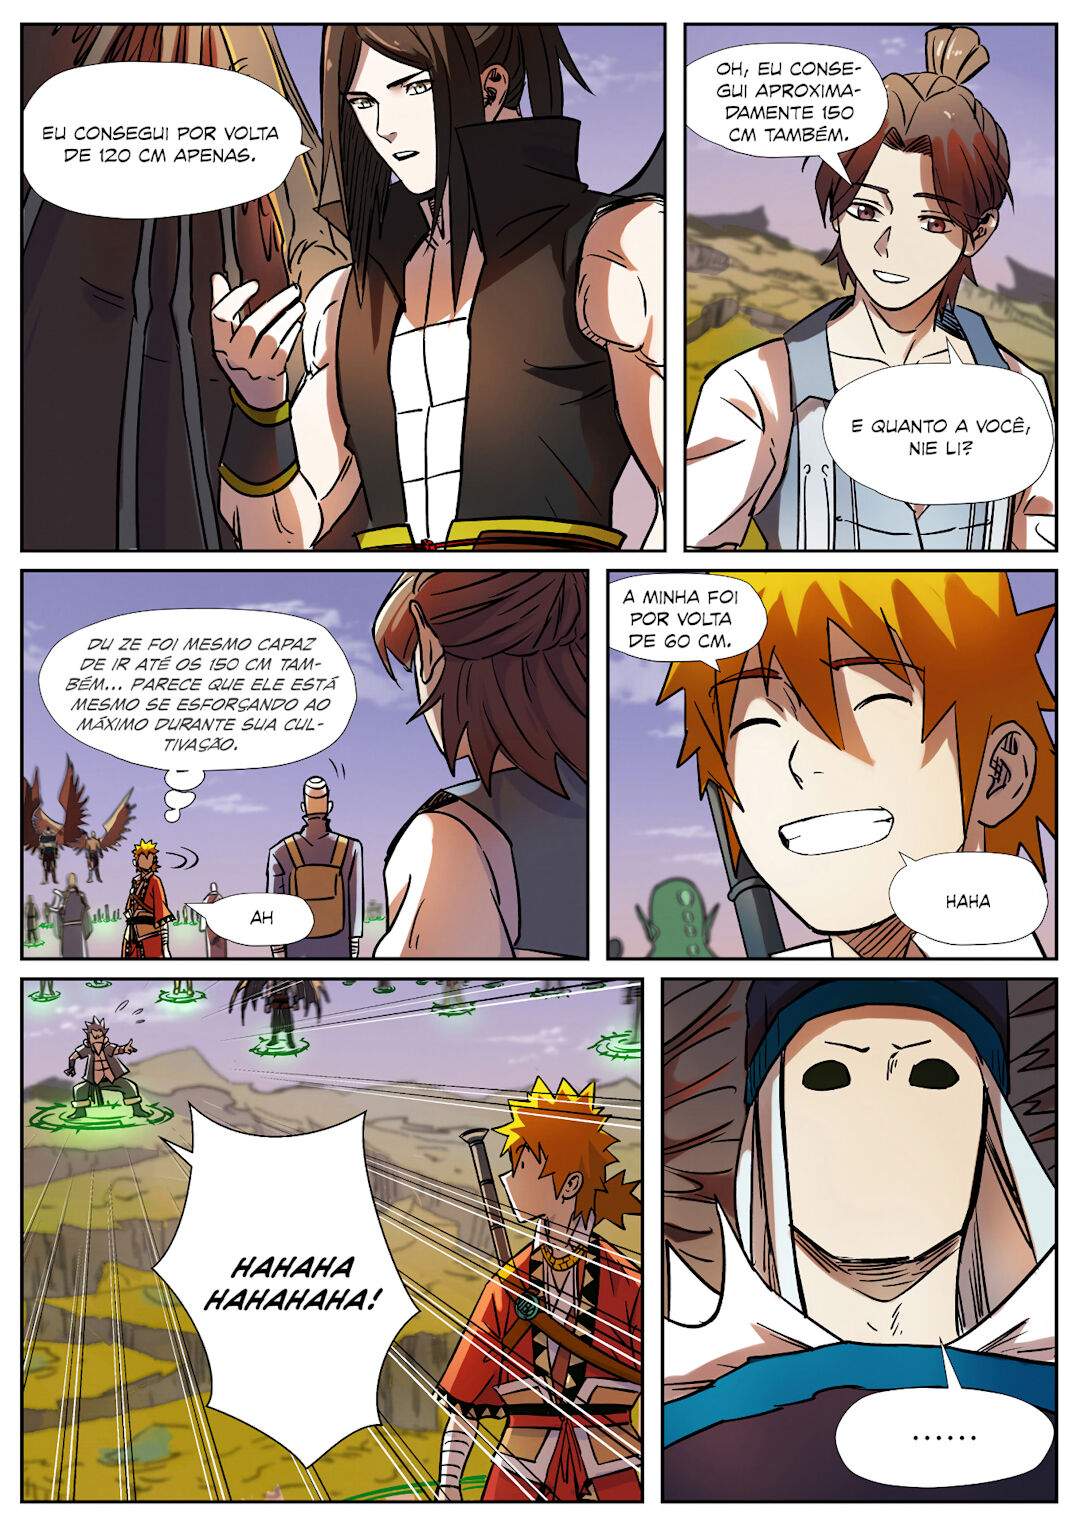 EU CONSEGUI POR VOLTA
DE 120 CM APENAS.
OH, EU CONSE-
GUI APROXIMA-
DAMENTE 150
CM TAMBÉM.
E QUANTO A VOCÊ,
NIE LI?
DU ZE FOI MESMO CAPAZ
DE IR ATÉ OS 150 CM TAM-
BÉM... PARECE QUE ELE ESTÁ
MESMO SE ESFORÇANDO AO
MÁXIMO DURANTE SUA CUL-
TIVAÇÃO.
AH
A MINHA FOI
POR VOLTA
DE 60 CM.
HAHA
HAHAHA
HAHAHAHA!
......